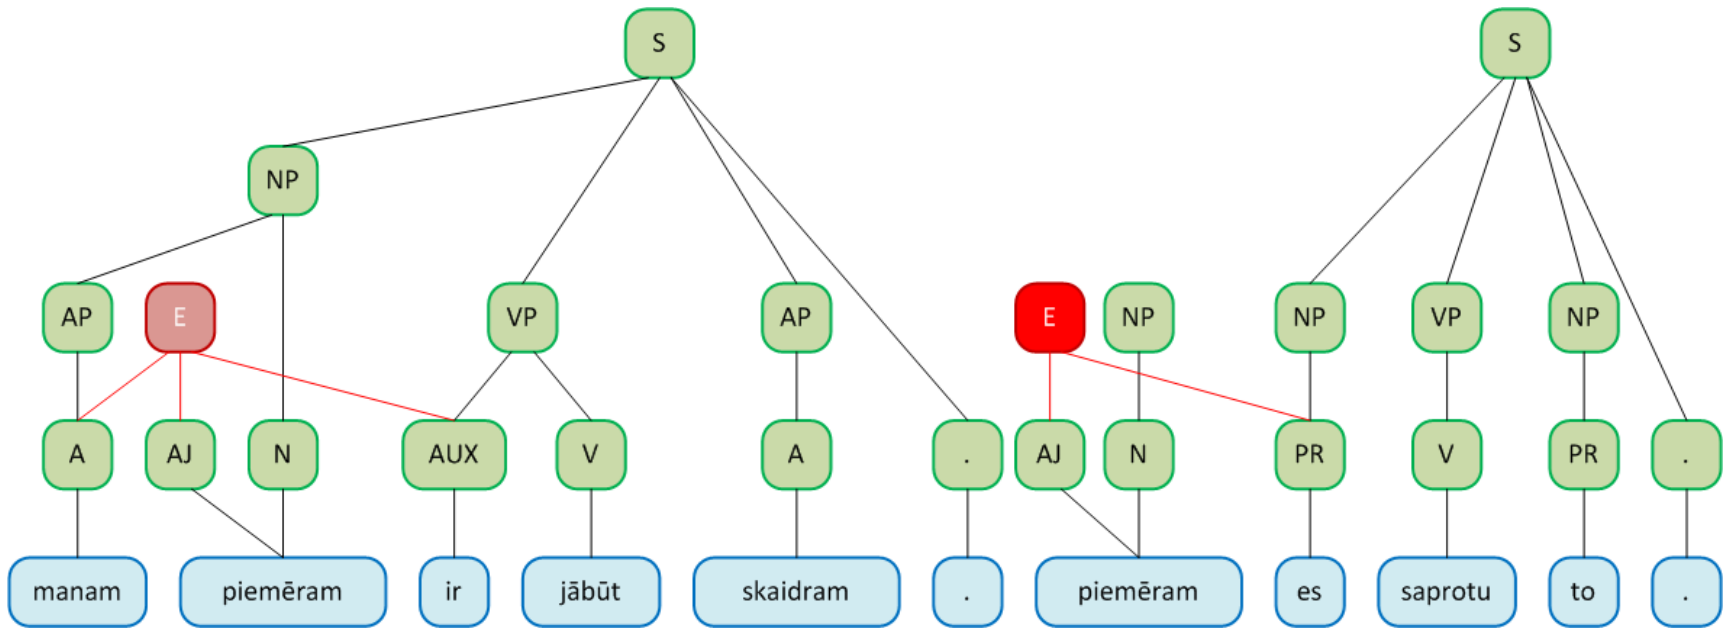 S S
NP
AP E VP AP E NP NP VP NP
A AJ N AUX V A . AJ N PR V PR .
manam piemēram ir jābūt skaidram . piemēram es saprotu to .